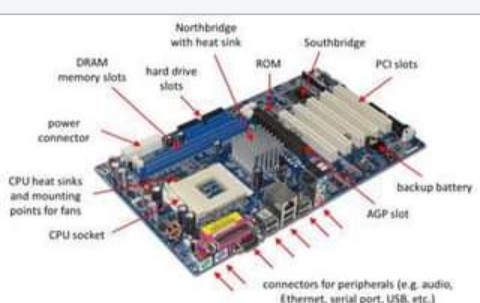 Northbridge
with heat sink
Southbridge
DRAM
memory slots
hard drive
slots
ROM
PCI slots
power
connector
CPU heat sinks
and mounting
points for fans
backup battery
AGP slot
CPU socket
connectors for peripherals (e.g. audio,
Ethernet, serial port, USB, etc.)